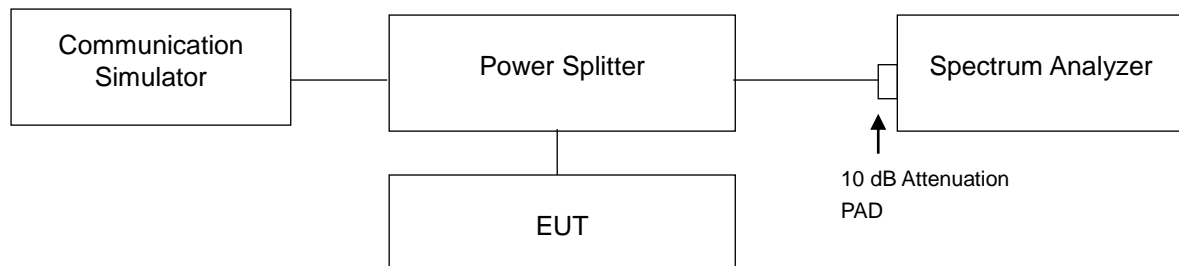 Communication
Simulator
Power Splitter
Spectrum Analyzer
10 dB Attenuation
PAD
EUT